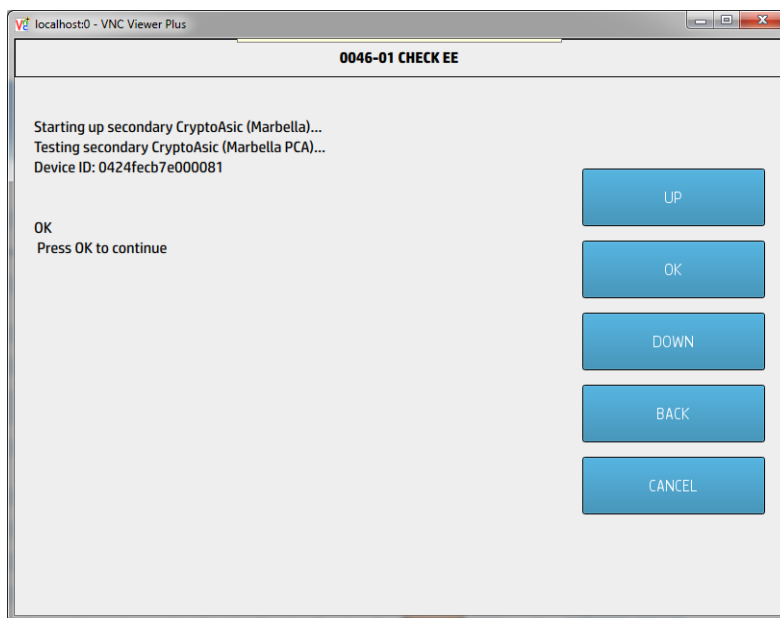 localhost:0 - VNC Viewer Plus
0046-01 CHECK EE
Starting up secondary CryptoAsic (Marbella)...
Testing secondary CryptoAsic (Marbella PCA)...
Device ID: 0424fecb7e000081
OK
Press OK to continue
UP
OK
DOWN
BACK
CANCEL